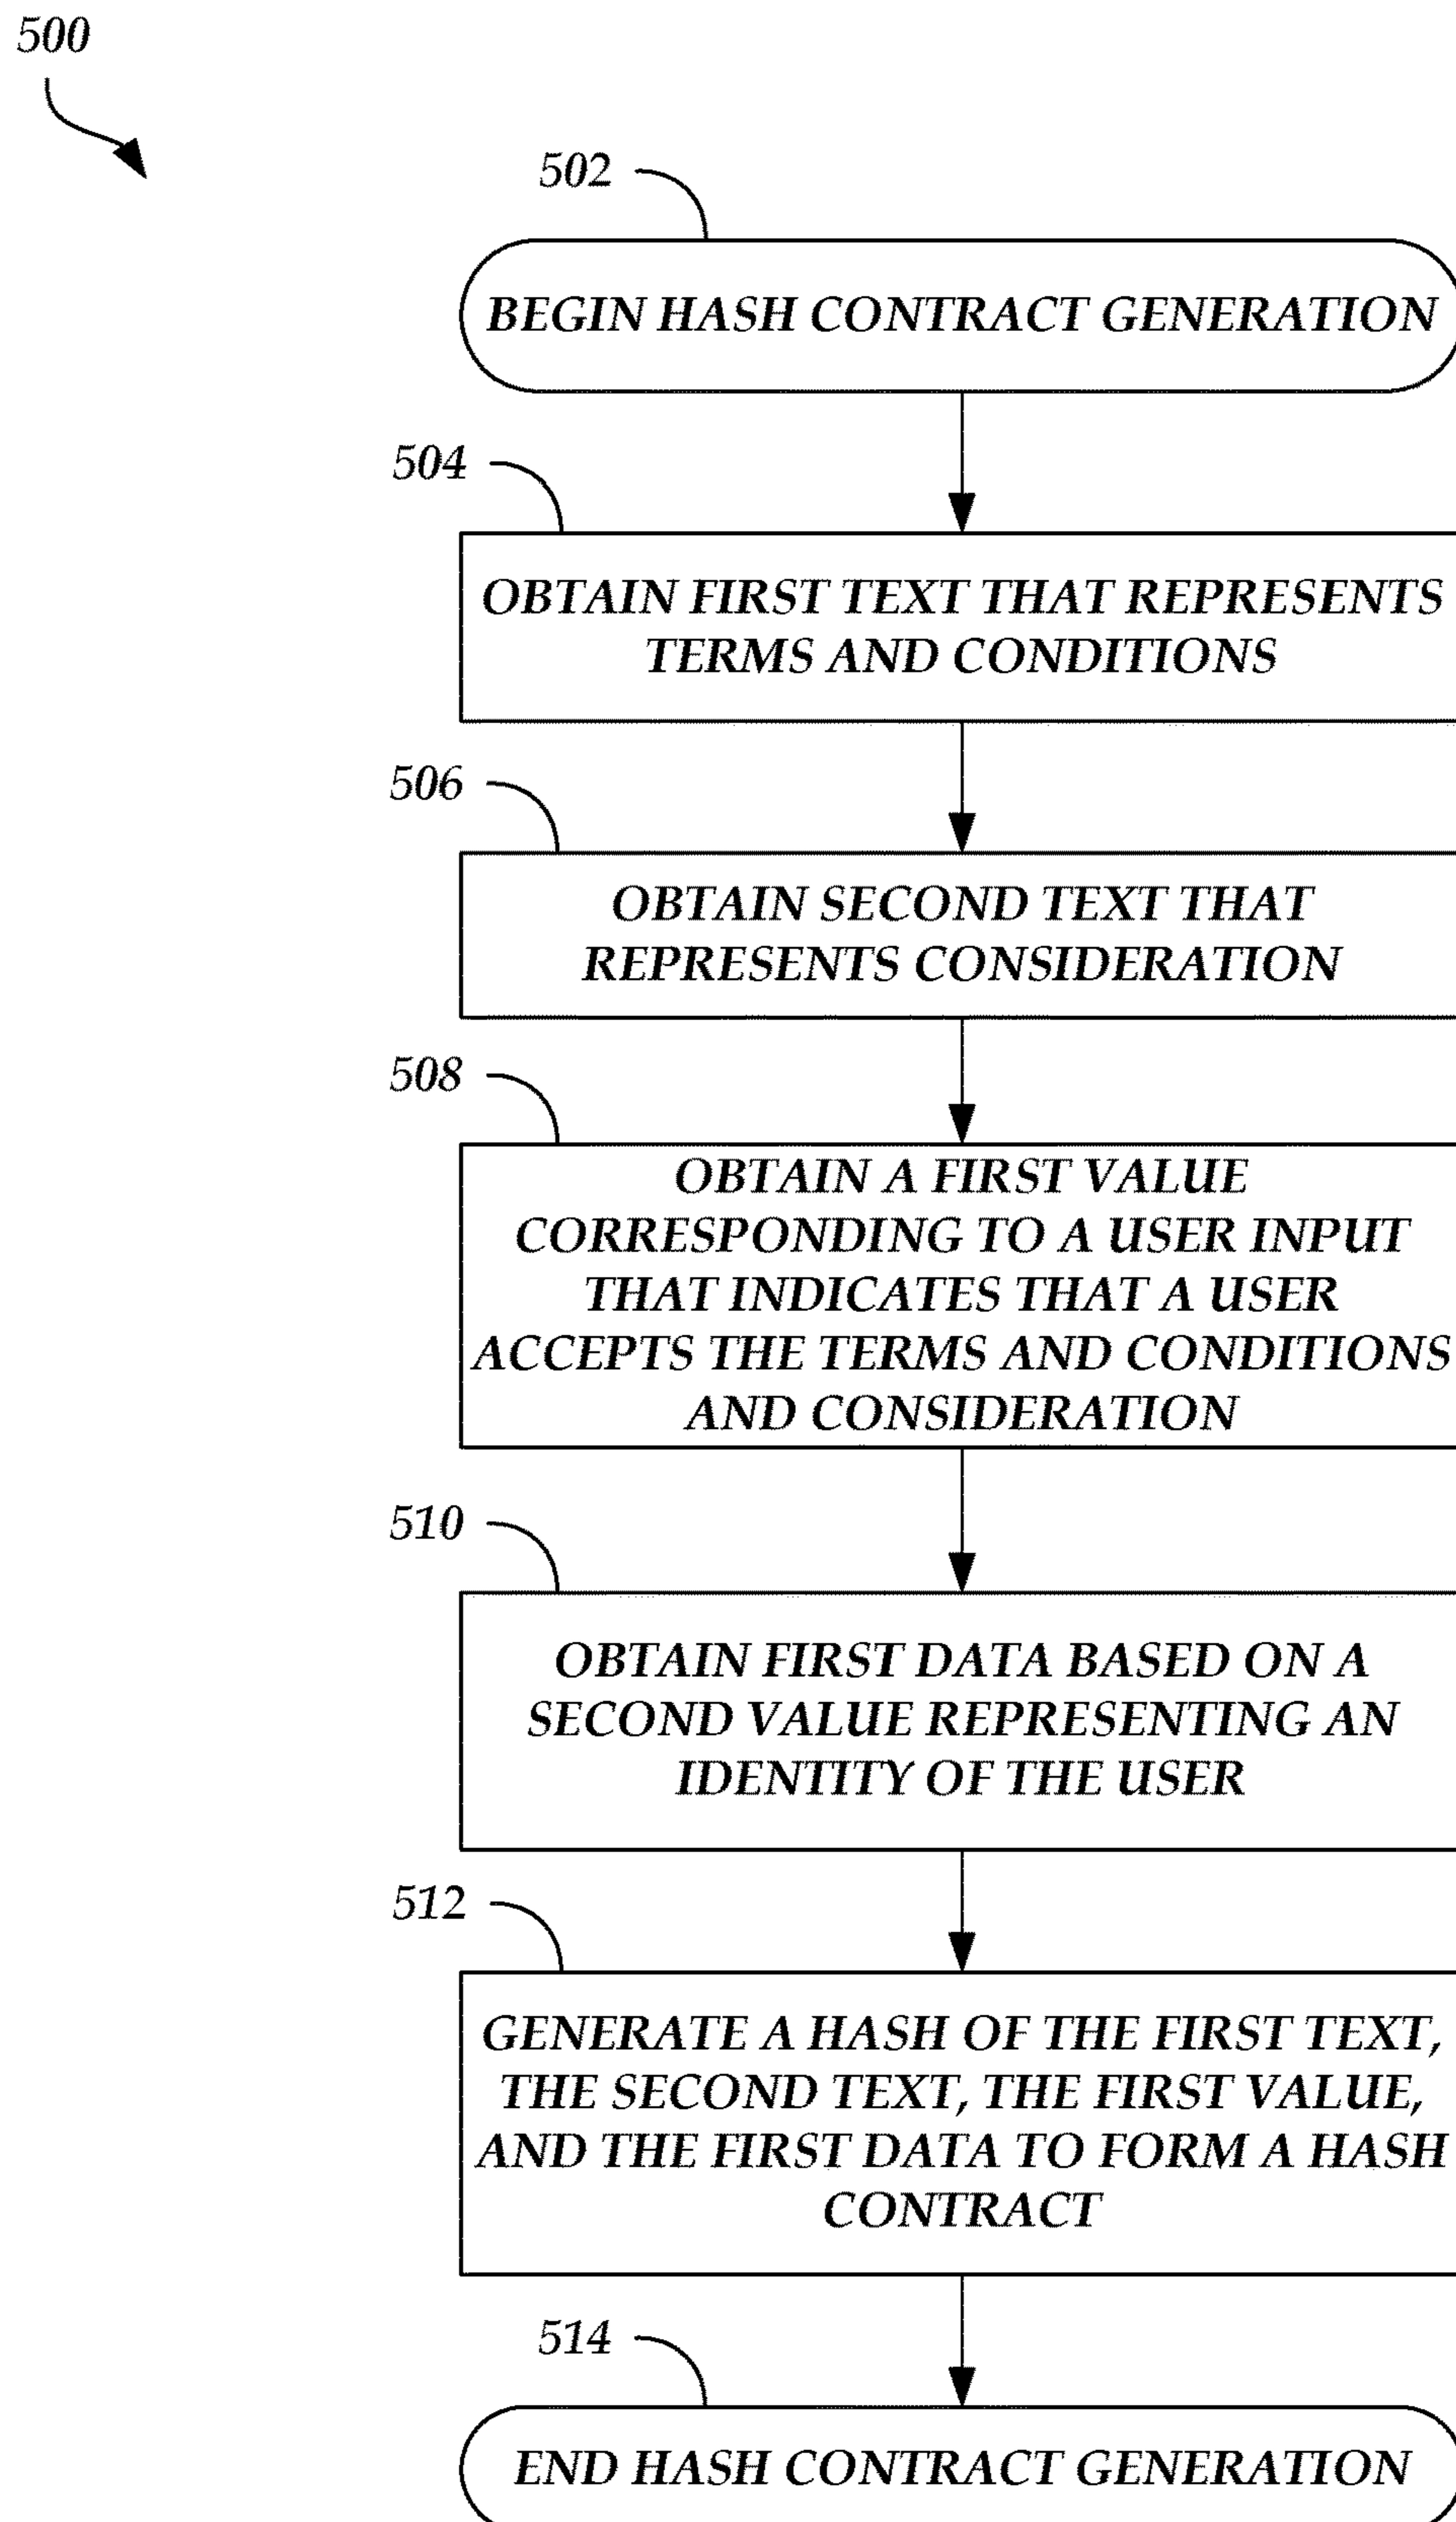 500
502
BEGIN HASH CONTRACT GENERATION
504
OBTAIN FIRST TEXT THAT REPRESENTS
TERMS AND CONDITIONS
506
OBTAIN SECOND TEXT THAT
REPRESENTS CONSIDERATION
508
OBTAIN A FIRST VALUE
CORRESPONDING TO A USER INPUT
THAT INDICATES THAT A USER
ACCEPTS THE TERMS AND CONDITIONS
AND CONSIDERATION
510
OBTAIN FIRST DATA BASED ON A
SECOND VALUE REPRESENTING AN
IDENTITY OF THE USER
512
GENERATE A HASH OF THE FIRST TEXT,
THE SECOND TEXT, THE FIRST VALUE,
AND THE FIRST DATA TO FORM A HASH
CONTRACT
514
END HASH CONTRACT GENERATION